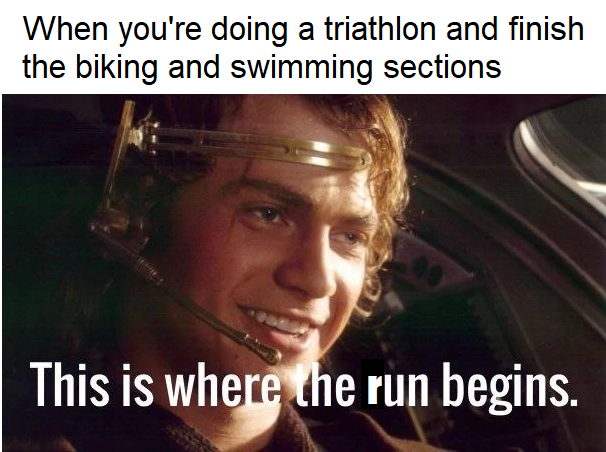 When you're doing a triathlon and finish
the biking and swimming sections
This is where the run begins.